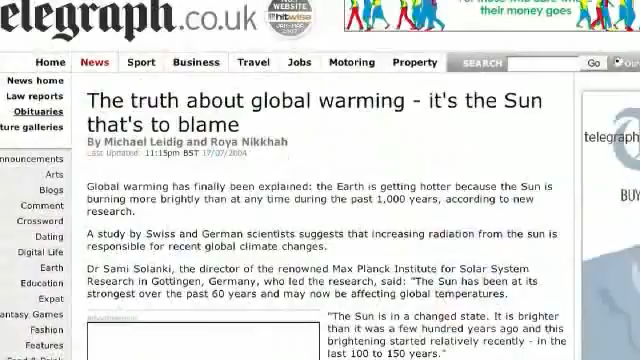 elegraph.co.uk
WEBSITE
hitwise
their money goes
Home News Sport Business Travel Jobs Motoring Property SEARCH Go
News home
Law reports
Obituaries
ture galleries
nnouncements
Arts
Blogs
Comment
Crossword
Dating
Digital Life
Earth
Education
Expat
antasy Games
Fashion
Features
The truth about global warming - it's the Sun
that's to blame
By Michael Leidig and Roya Nikkhah
Last Updated: 11:15pm BST 17/07/2004
Global warming has finally been explained: the Earth is getting hotter because the Sun is
burning more brightly than at any time during the past 1,000 years, according to new
research.
A study by Swiss and German scientists suggests that increasing radiation from the sun is
responsible for recent global climate changes.
Dr Sami Solanki, the director of the renowned Max Planck Institute for Solar System
Research in Gottingen, Germany, who led the research, said: "The Sun has been at its
strongest over the past 60 years and may now be affecting global temperatures.
Advertisement
"The Sun is in a changed state. It is brighter
than it was a few hundred years ago and this
brightening started relatively recently - in the
last 100 to 150 years."
telegraph
BUY